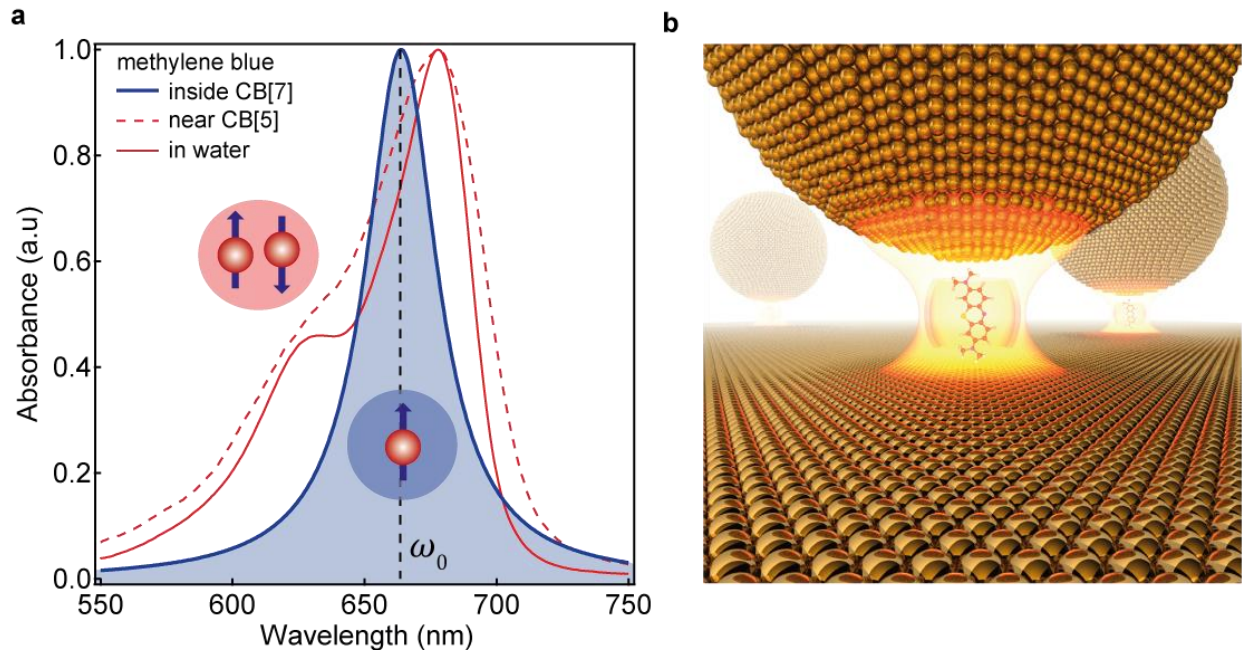 a
methylene blue
inside CB[7]
near CB[5]
in water
Absorbance (a.u)
1.0
0.8
0.6
0.4
0.2
0.0
ω₀
550
600
650
700
750
Wavelength (nm)
b